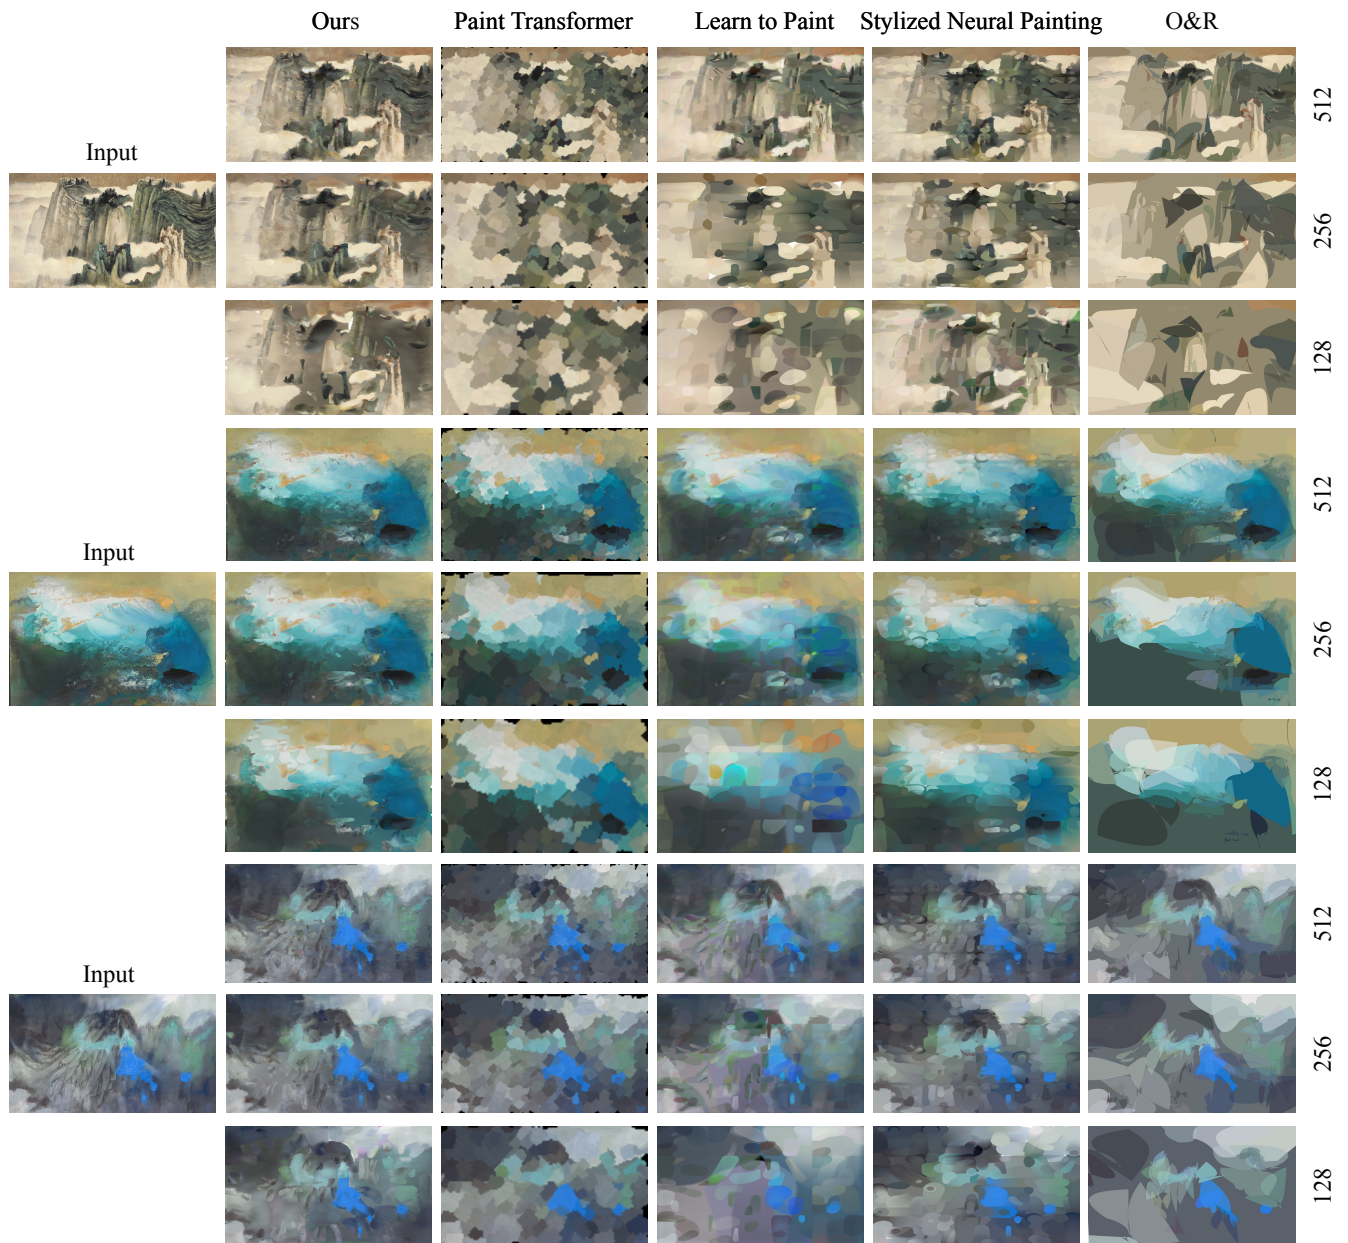 Ours Paint Transformer Learn to Paint Stylized Neural Painting O&R
512
Input
256
128
512
Input
256
128
512
Input
256
128